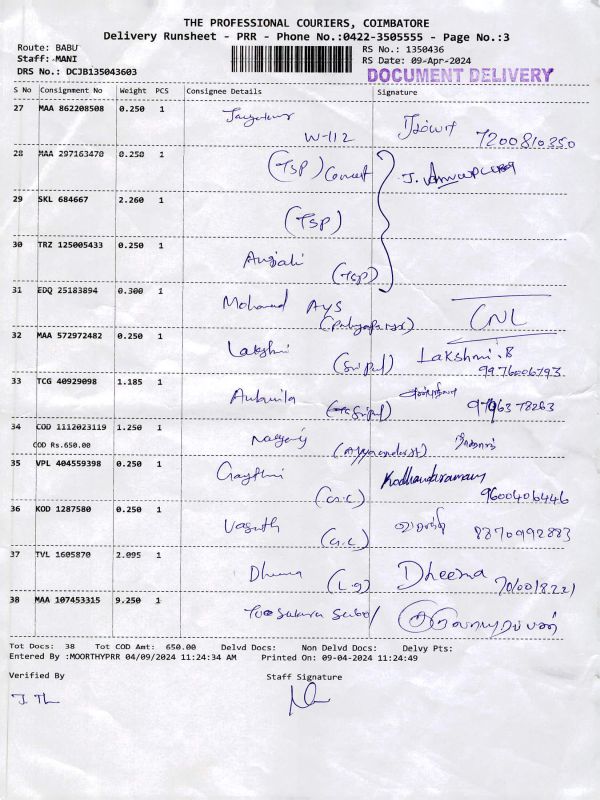 THE PROFESSIONAL COURIERS, COIMBATORE
Delivery Runsheet - PRR - Phone No.:0422-3505555 - Page No.:3
Route: BABU RS No.: 1350436
Staff: MANI RS Date: 09-Apr-2024
DRS No.: DCJB135043603 DOCUMENT DELIVERY
S No Consignment No Weight PCS Consignee Details Signature
27 MAA 862208508 0.250 1
W-112 7200810350
28 MAA 297163470 0.250 1 (TSP)
29 SKL 684667 2.260 1 (TSP)
30 TRZ 125005433 0.250 1 Anjali (TSP)
31 EDQ 25183894 0.300 1 Mohamed AYS CNL
32 MAA 572972482 0.250 1 Lakshmi (Sripul) Lakshmi.B
9976006793
33 TCG 40929098 1.185 1
34 COD 1112023119 1.250 1
COD Rs.650.00
35 VPL 404559398 0.250 1 Gayathri (G.C) Kodhandaraman
9600406446
36 KOD 1287580 0.250 1 Vasanth (G.C) வசந்த் 8870992883
37 TVL 1605870 2.095 1 Dheena (L.G) Dheena
38 MAA 107453315 9.250 1
Tot Docs: 38 Tot COD Amt: 650.00 Delvd Docs: Non Delvd Docs: Delvy Pts:
Entered By :MOORTHYPRR 04/09/2024 11:24:34 AM Printed On: 09-04-2024 11:24:49
Verified By Staff Signature